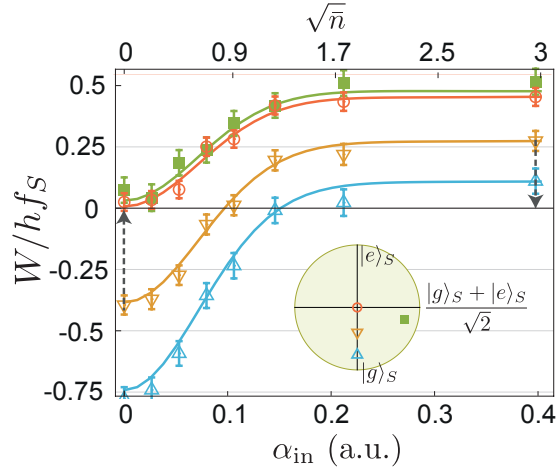 √n̄
0 0.9 1.7 2.5 3
0.5
0.25
0
-0.25
-0.5
-0.75
W/hf_S
|e⟩_S
|g⟩_S + |e⟩_S
√2
|g⟩_S
0 0.1 0.2 0.3 0.4
α_in (a.u.)